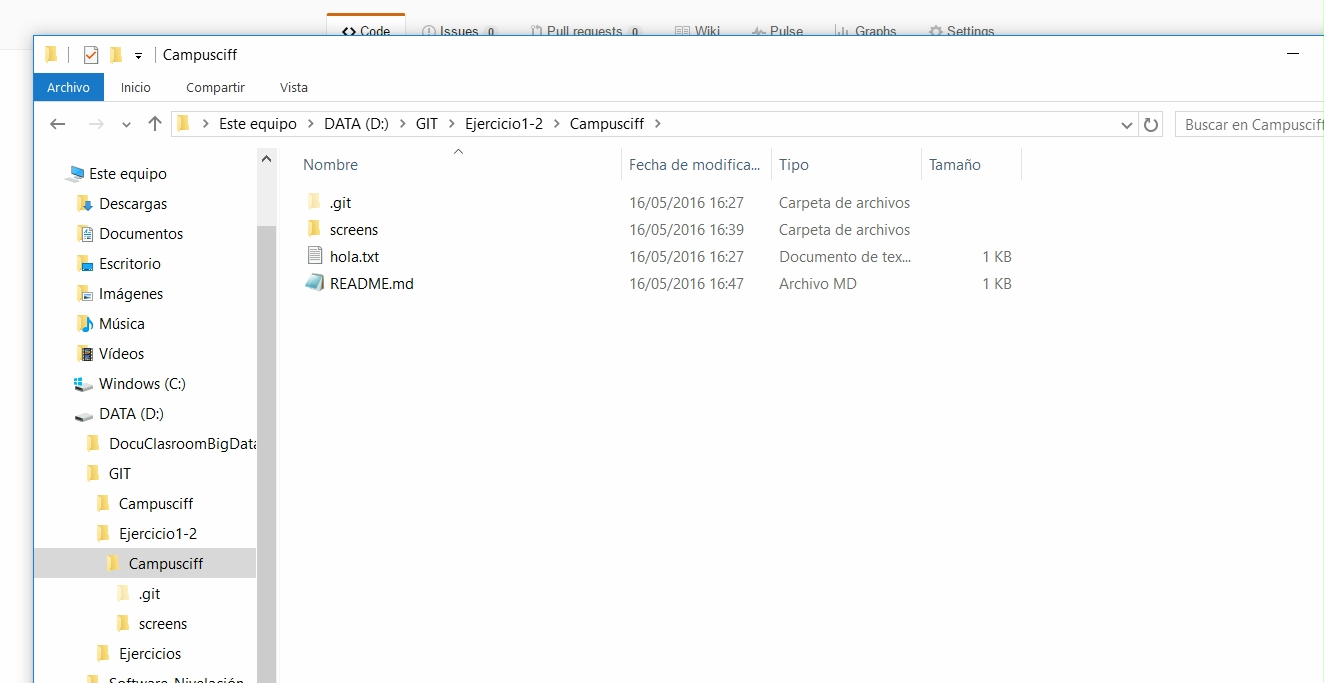 Code Issues 0 Pull requests 0 Wiki Pulse Graphs Settings
Campusciff
Archivo Inicio Compartir Vista
Este equipo DATA (D:) GIT Ejercicio1-2 Campusciff
Buscar en Campusciff
Nombre Fecha de modifica... Tipo Tamaño
.git 16/05/2016 16:27 Carpeta de archivos
screens 16/05/2016 16:39 Carpeta de archivos
hola.txt 16/05/2016 16:27 Documento de tex... 1 KB
README.md 16/05/2016 16:47 Archivo MD 1 KB
Este equipo
Descargas
Documentos
Escritorio
Imágenes
Música
Vídeos
Windows (C:)
DATA (D:)
DocuClasroomBigData
GIT
Campusciff
Ejercicio1-2
Campusciff
.git
screens
Ejercicios
Software-Nivelación